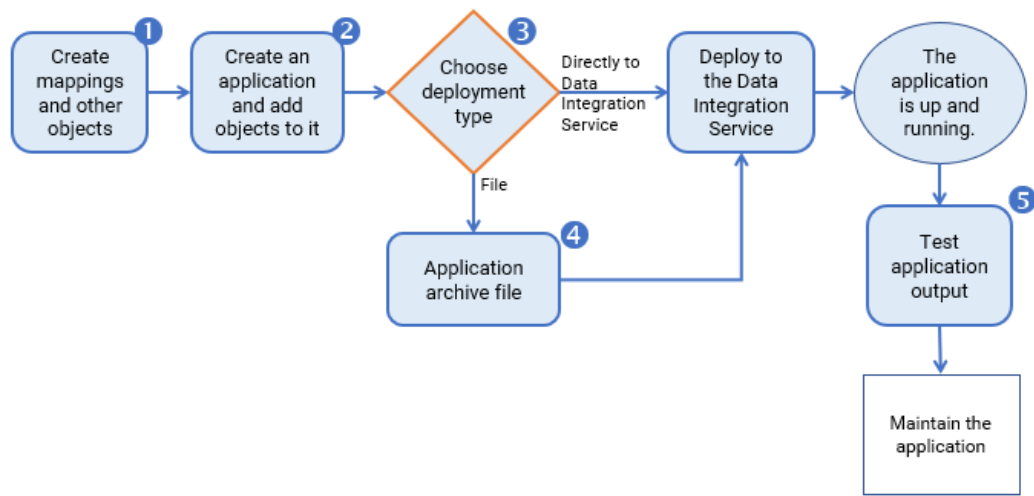 1
Create
mappings
and other
objects
2
Create an
application
and add
objects to it
3
Choose
deployment
type
Directly to
Data
Integration
Service
Deploy to
the Data
Integration
Service
The
application
is up and
running.
File
4
Application
archive file
5
Test
application
output
Maintain the
application